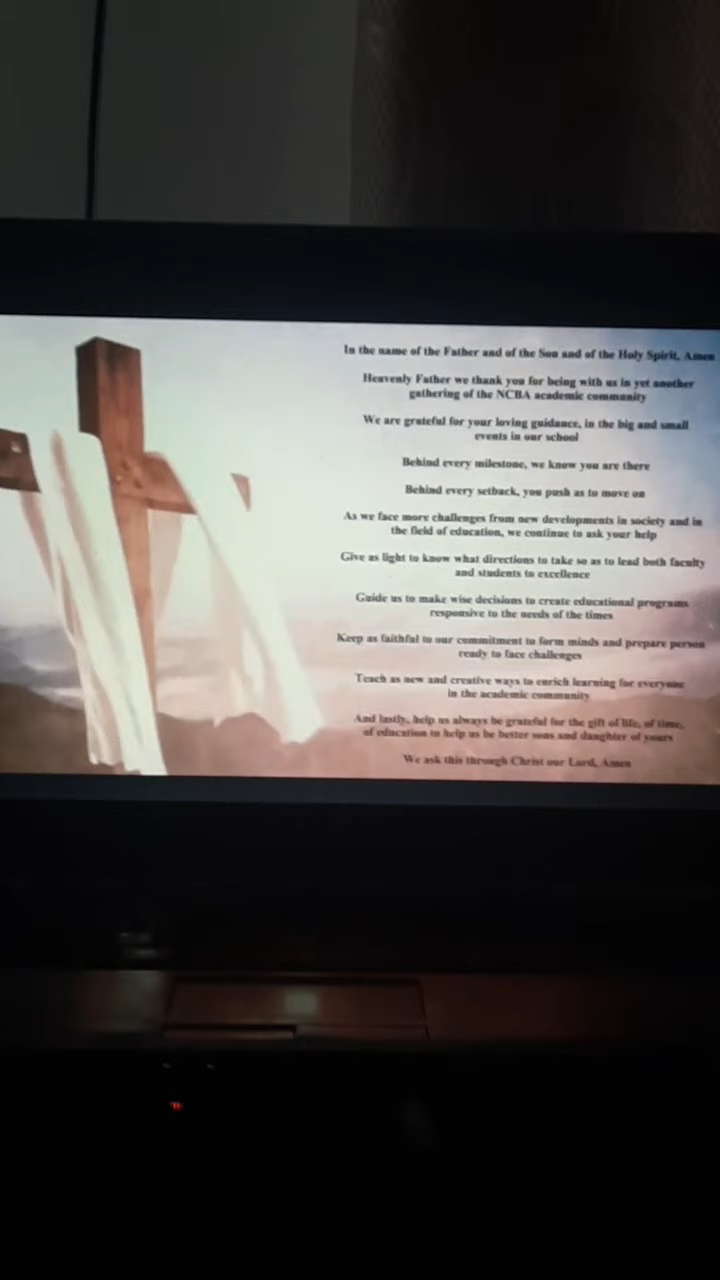 In the name of the Father and of the Son and of the Holy Spirit, Amen
Heavenly Father we thank you for being with us in yet another
gathering of the NCBA academic community
We are grateful for your loving guidance, in the big and small
events in our school
Behind every milestone, we know you are there
Behind every setback, you push as to move on
As we face more challenges from new developments in society and in
the field of education, we continue to ask your help
Give as light to know what directions to take so as to lead both faculty
and students to excellence
Guide us to make wise decisions to create educational programs
responsive to the needs of the times
Keep as faithful to our commitment to form minds and prepare person
ready to face challenges
Teach as new and creative ways to enrich learning for everyone
in the academic community
And lastly, help us always be grateful for the gift of life, of time,
of education to help us be better sons and daughter of yours
We ask this through Christ our Lard, Amen